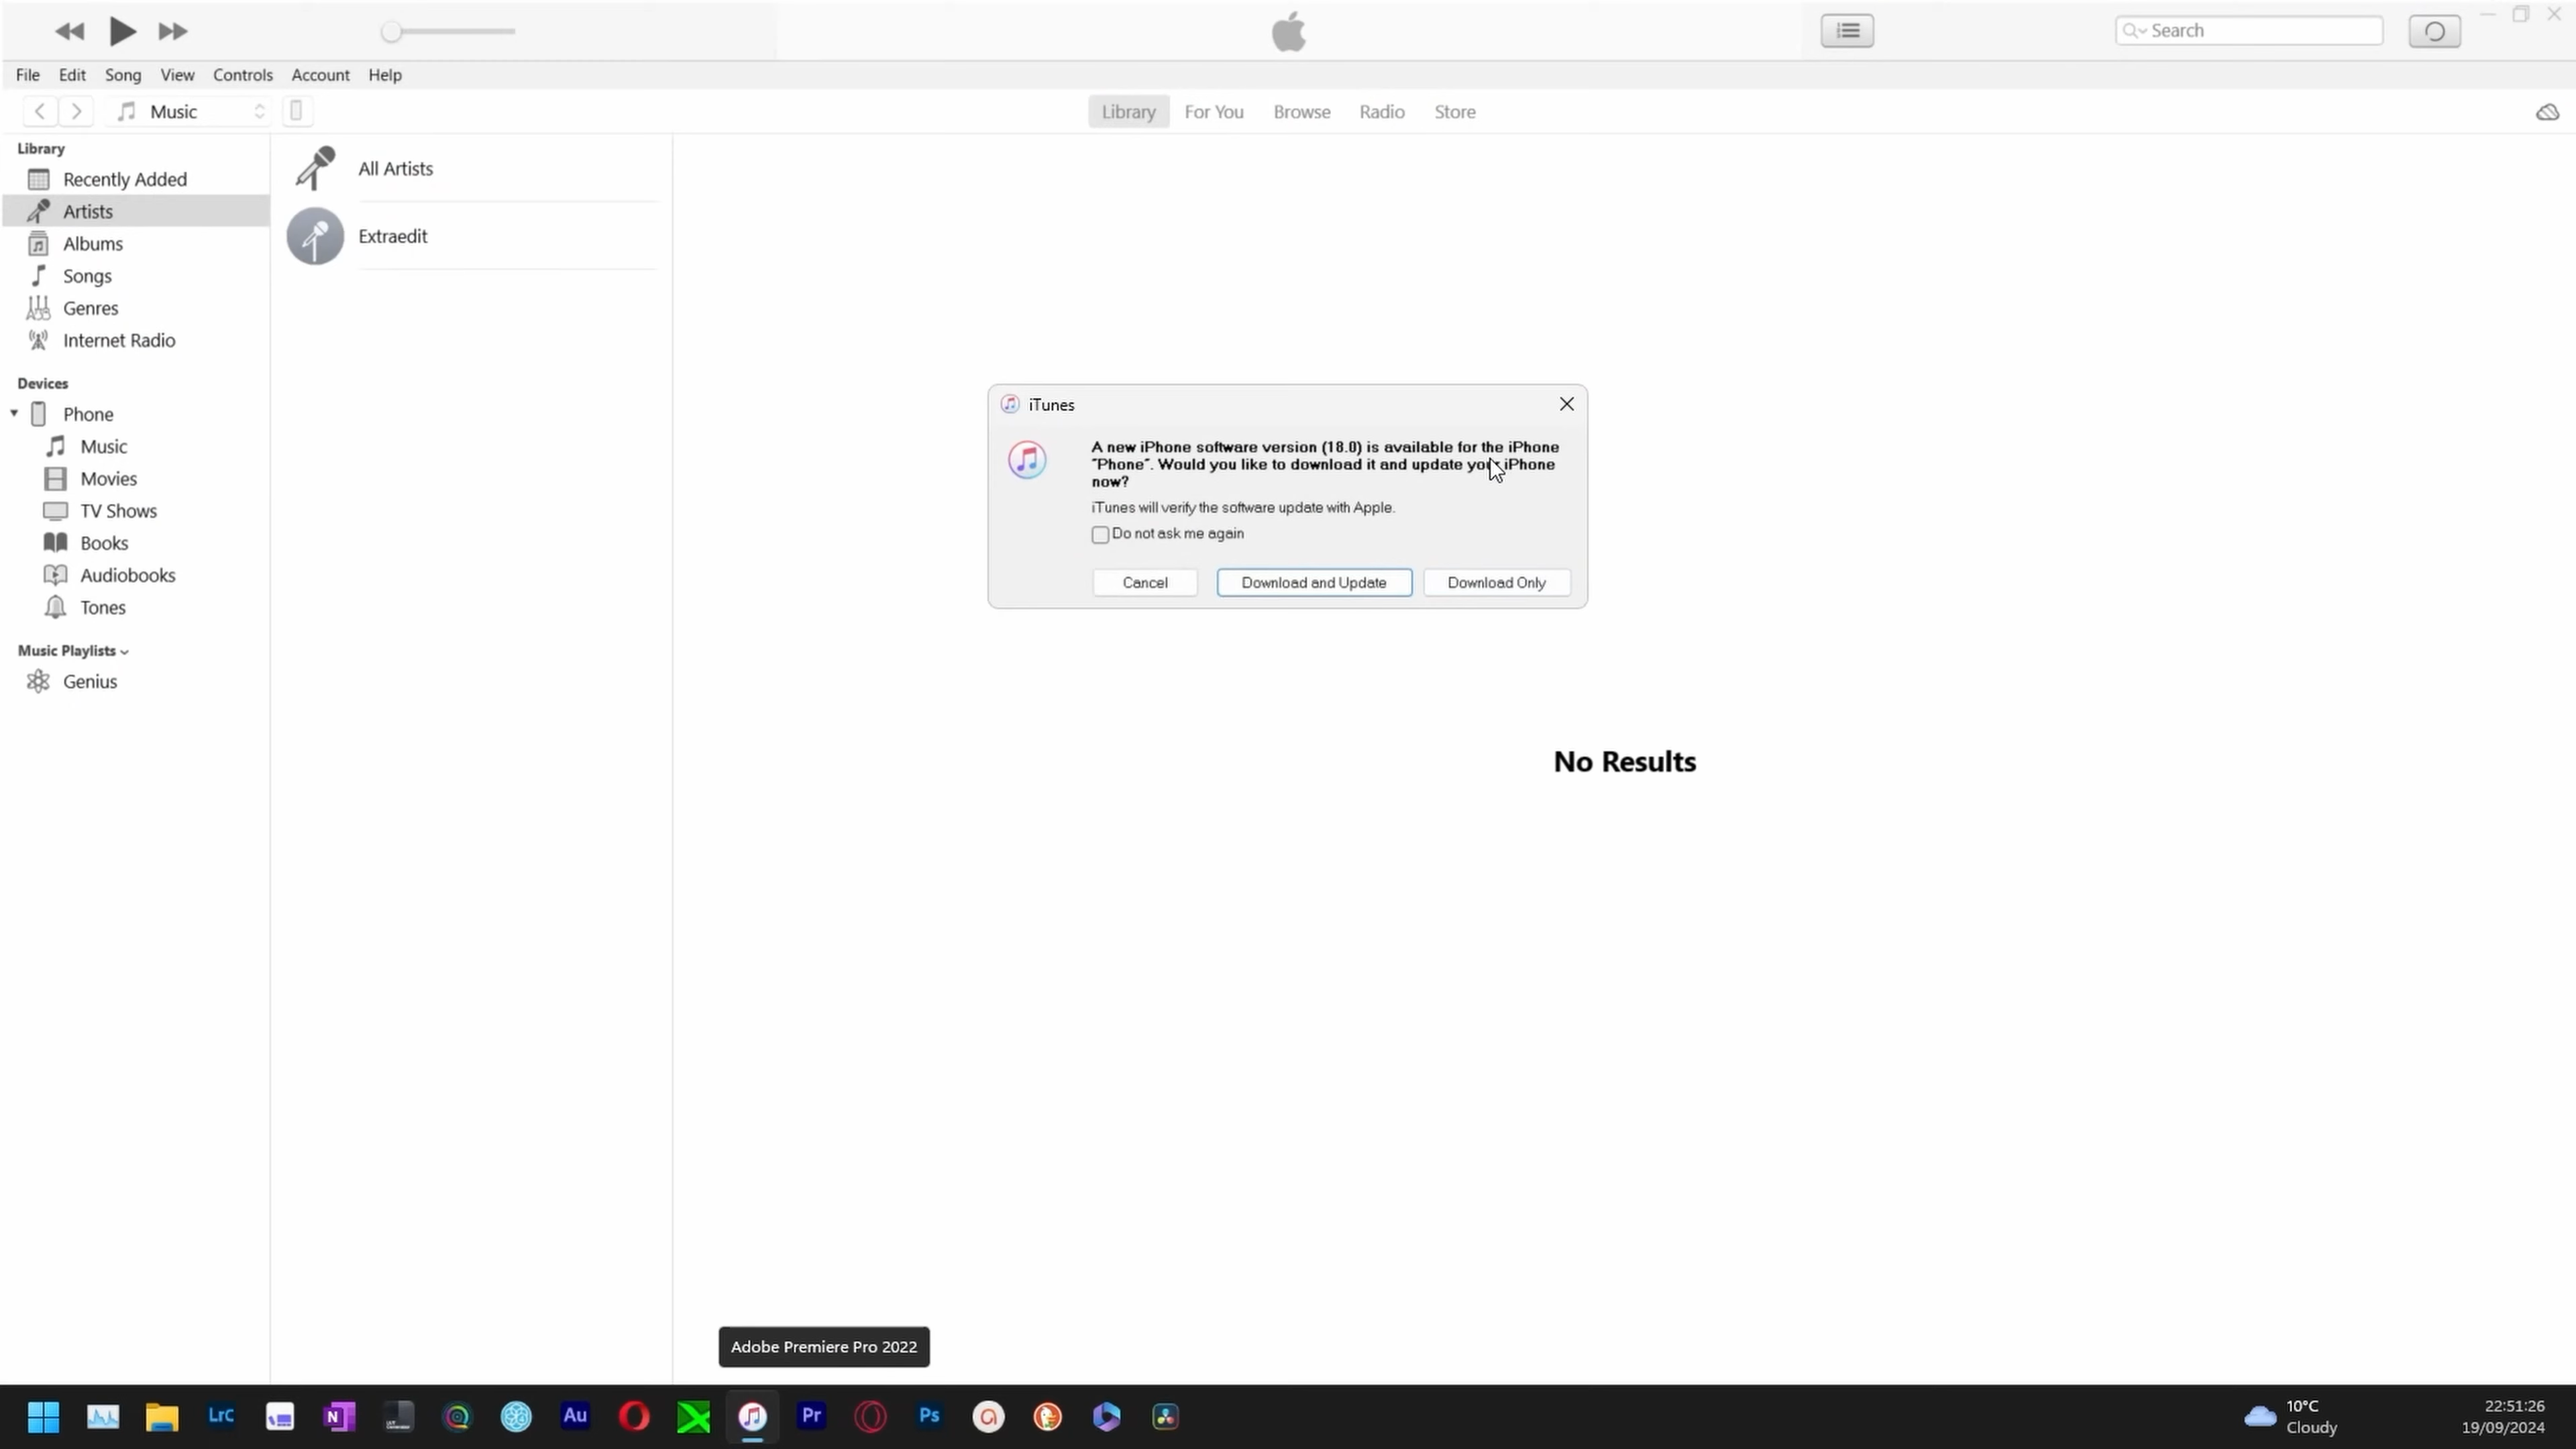 Search
File Edit Song View Controls Account Help
Music
Library For You Browse Radio Store
Library
Recently Added
Artists
Albums
Songs
Genres
Internet Radio
Devices
Phone
Music
Movies
TV Shows
Books
Audiobooks
Tones
Music Playlists
Genius
All Artists
Extraedit
iTunes
A new iPhone software version (18.0) is available for the iPhone
"Phone". Would you like to download it and update your iPhone
now?
iTunes will verify the software update with Apple.
Do not ask me again
Cancel Download and Update Download Only
No Results
Adobe Premiere Pro 2022
LrC N Au Pr Ps
10°C
Cloudy
22:51:26
19/09/2024